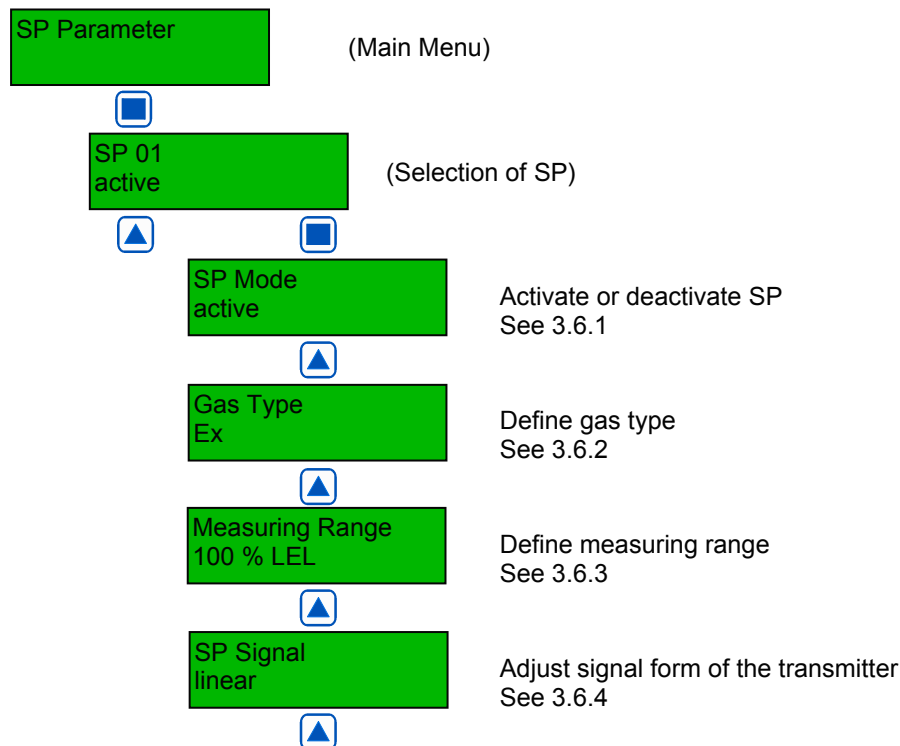 SP Parameter
(Main Menu)
SP 01
active
(Selection of SP)
SP Mode
active
Activate or deactivate SP
See 3.6.1
Gas Type
Ex
Define gas type
See 3.6.2
Measuring Range
100 % LEL
Define measuring range
See 3.6.3
SP Signal
linear
Adjust signal form of the transmitter
See 3.6.4